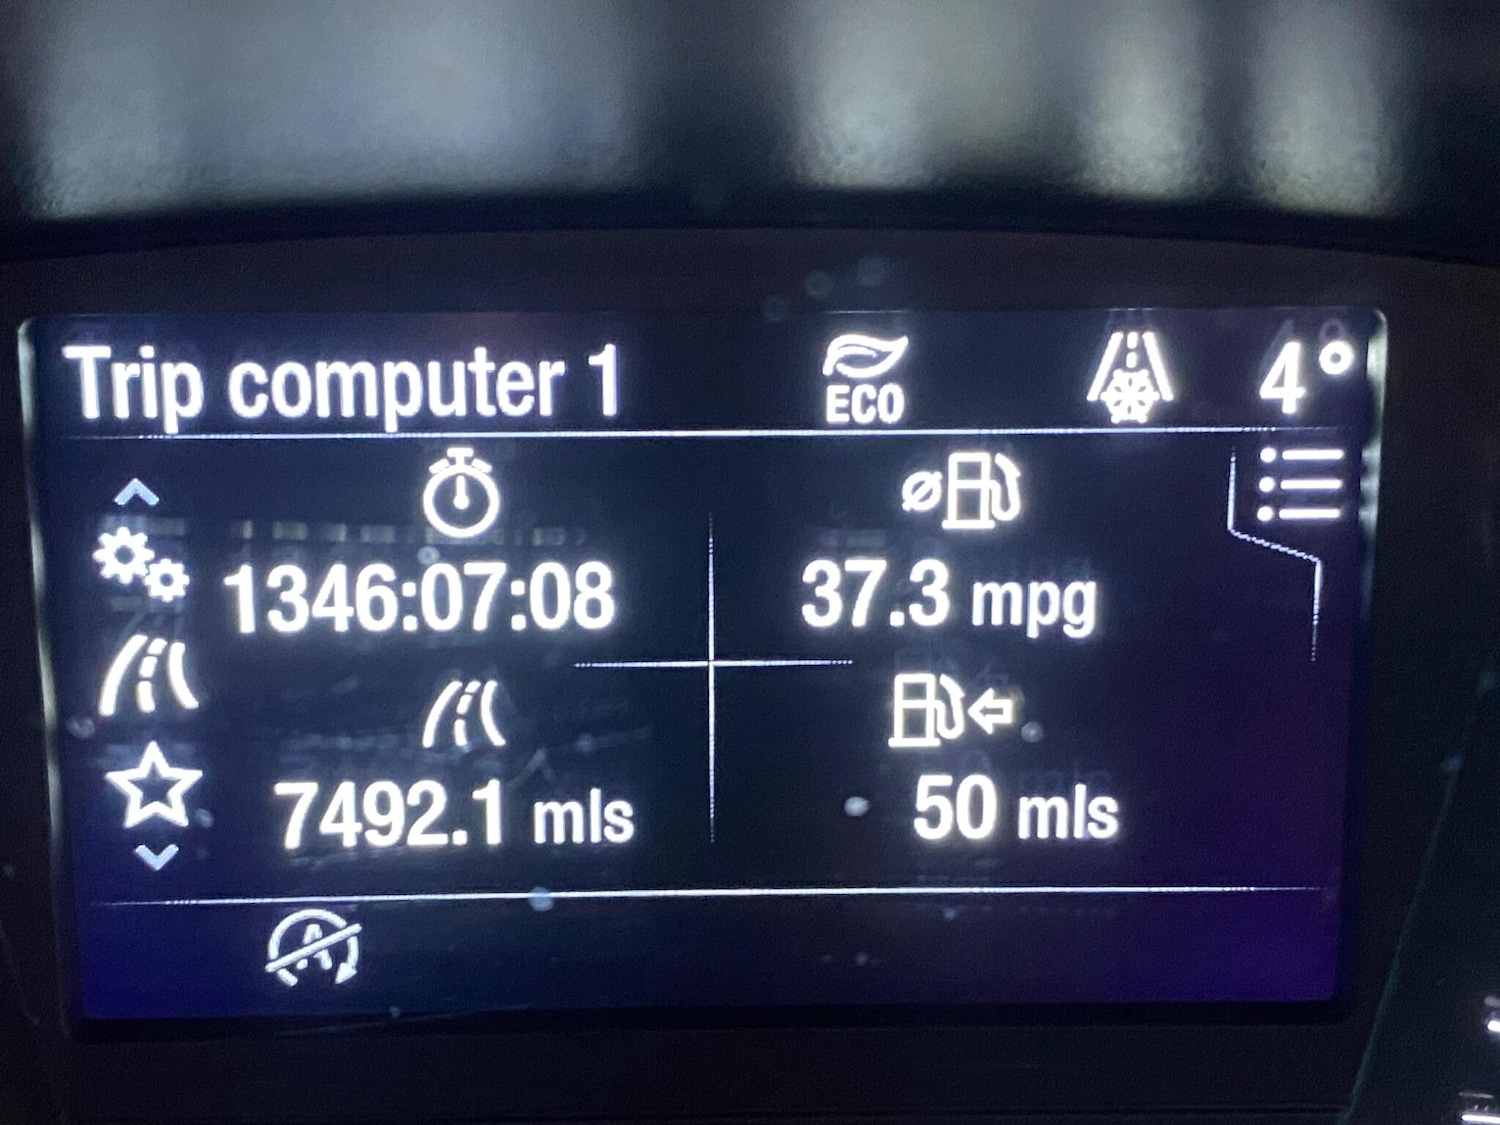 Trip computer 1
ECO
4°
1346:07:08
37.3 mpg
7492.1 mls
50 mls